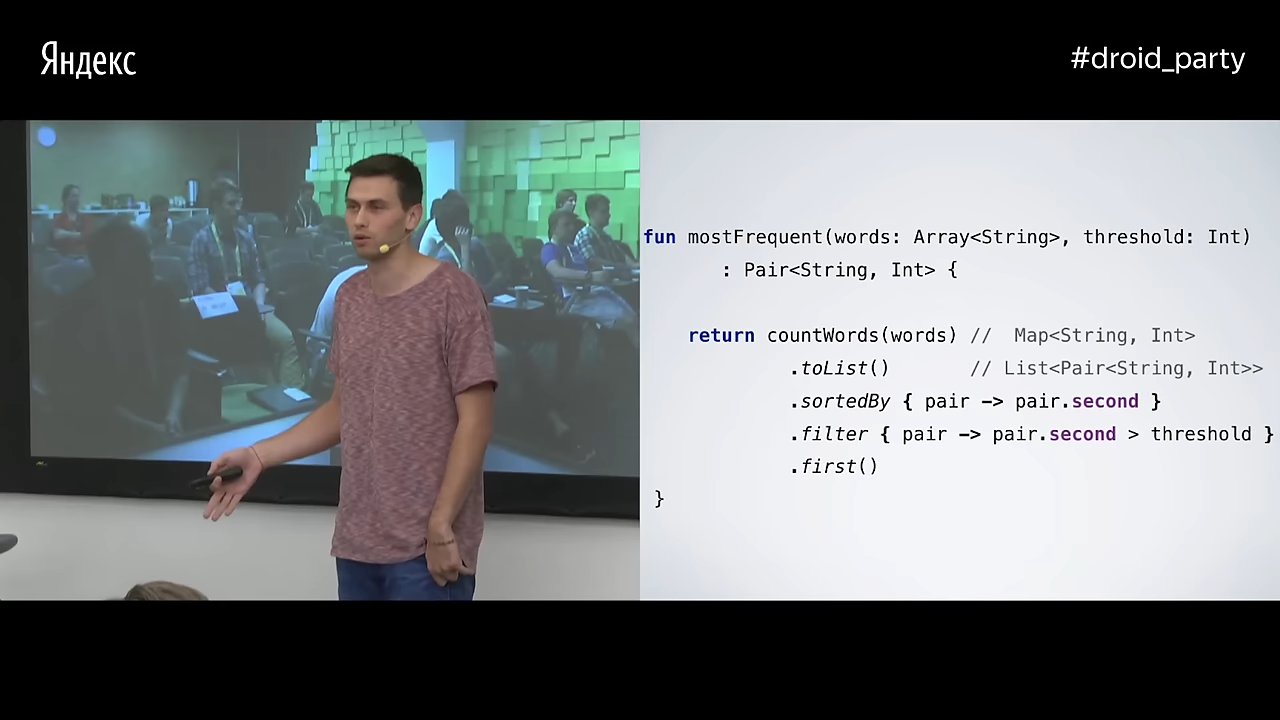 Яндекс
#droid_party
fun mostFrequent(words: Array<String>, threshold: Int)
: Pair<String, Int> {
return countWords(words) // Map<String, Int>
.toList() // List<Pair<String, Int>>
.sortedBy { pair –> pair.second }
.filter { pair –> pair.second > threshold }
.first()
}